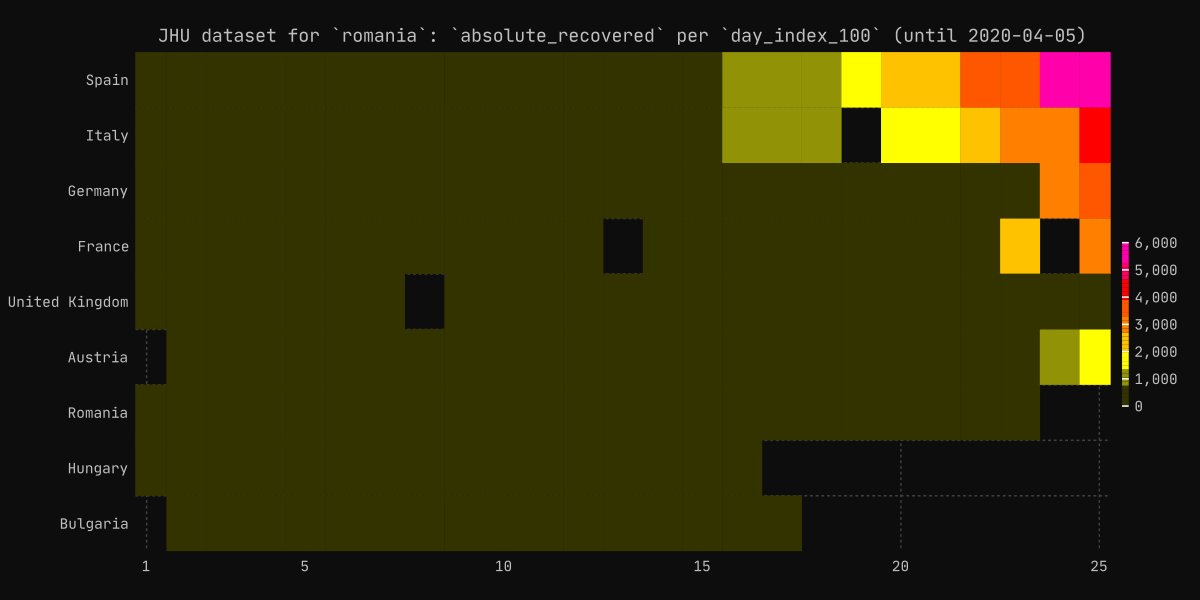 JHU dataset for `romania`: `absolute_recovered` per `day_index_100` (until 2020-04-05)
Spain
Italy
Germany
France
United Kingdom
Austria
Romania
Hungary
Bulgaria
1 5 10 15 20 25
6,000
5,000
4,000
3,000
2,000
1,000
0